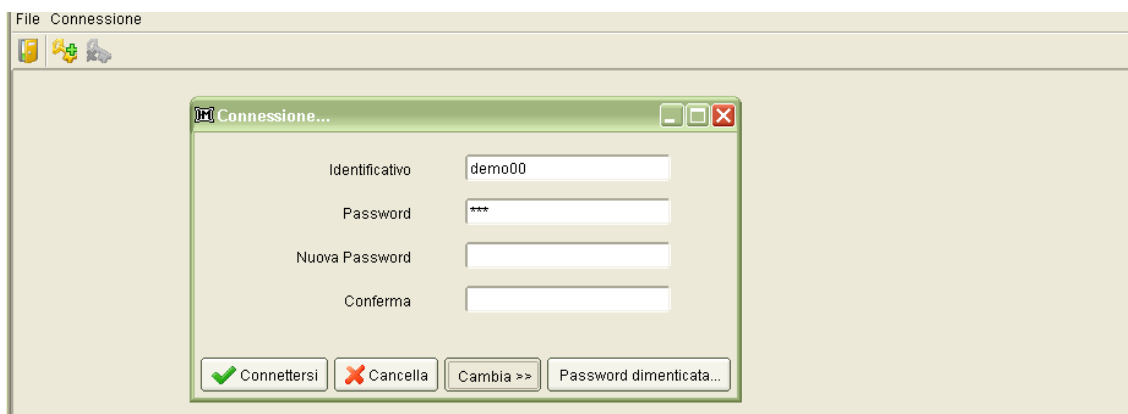 File Connessione
Connessione...
Identificativo demo00
Password ***
Nuova Password
Conferma
Connettersi Cancella Cambia >> Password dimenticata...